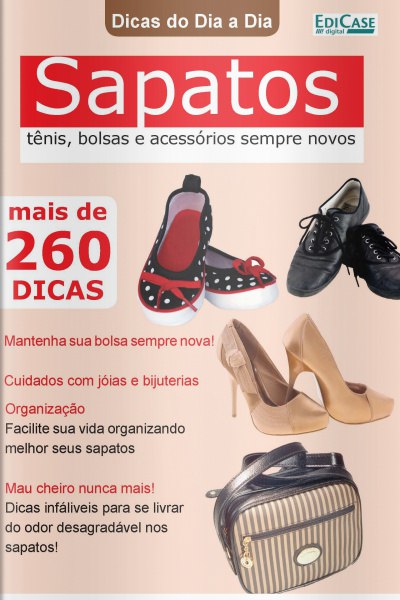 Dicas do Dia a Dia
EDICASE
digital
Sapatos
tênis, bolsas e acessórios sempre novos
mais de
260
DICAS
Mantenha sua bolsa sempre nova!
Cuidados com jóias e bijuterias
Organização
Facilite sua vida organizando
melhor seus sapatos
Mau cheiro nunca mais!
Dicas infáliveis para se livrar
do odor desagradável nos
sapatos!